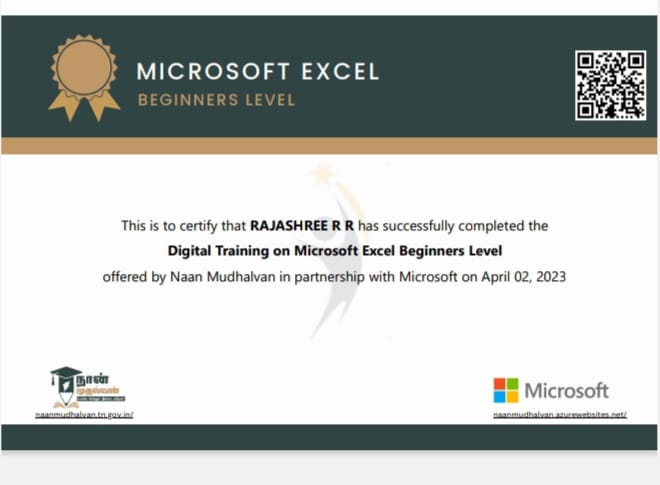 MICROSOFT EXCEL
BEGINNERS LEVEL
This is to certify that RAJASHREE R R has successfully completed the
Digital Training on Microsoft Excel Beginners Level
offered by Naan Mudhalvan in partnership with Microsoft on April 02, 2023
நான்
முதல்வன்
naanmudhalvan.tn.gov.in/
Microsoft
naanmudhalvan.azurewebsites.net/